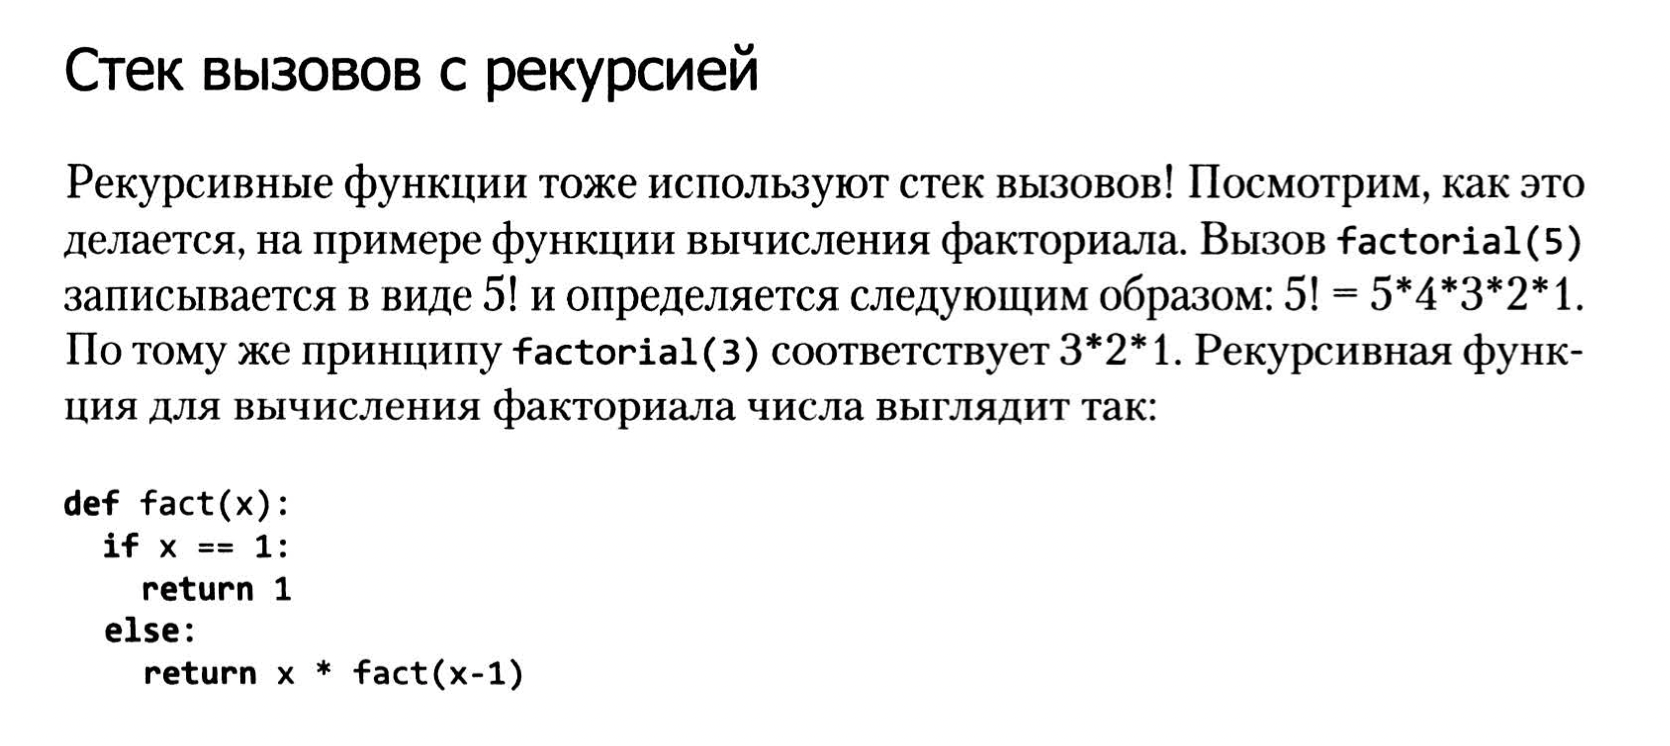 Стек вызовов с рекурсией
Рекурсивные функции тоже используют стек вызовов! Посмотрим, как это
делается, на примере функции вычисления факториала. Вызов factorial(5)
записывается в виде 5! и определяется следующим образом: 5! = 5*4*3*2*1.
По тому же принципу factorial(3) соответствует 3*2*1. Рекурсивная функ-
ция для вычисления факториала числа выглядит так:
def fact(x):
  if x == 1:
    return 1
  else:
    return x * fact(x-1)